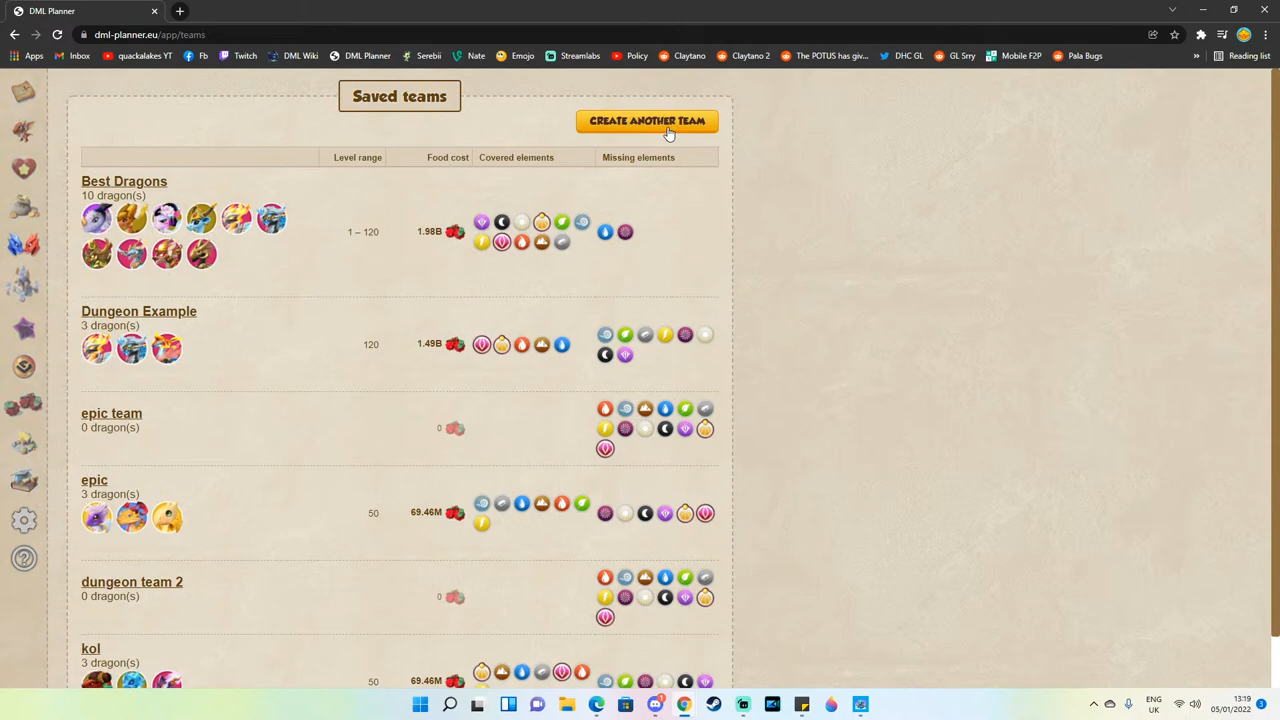 DML Planner
dml-planner.eu/app/teams
Apps
Inbox
quackalakes YT
Fb
Twitch
DML Wiki
DML Planner
Serebii
Nate
Emojo
Streamlabs
Policy
Claytano
Claytano 2
The POTUS has giv...
DHC GL
GL Srry
Mobile F2P
Pala Bugs
»
Reading list
Saved teams
CREATE ANOTHER TEAM
Level range Food cost Covered elements Missing elements
Best Dragons
10 dragon(s)
1 – 120 1.98B
Dungeon Example
3 dragon(s)
120 1.49B
epic team
0 dragon(s)
0
epic
3 dragon(s)
50 69.46M
dungeon team 2
0 dragon(s)
0
kol
3 dragon(s)
50 69.46M
ENG
UK
13:19
05/01/2022
3
1